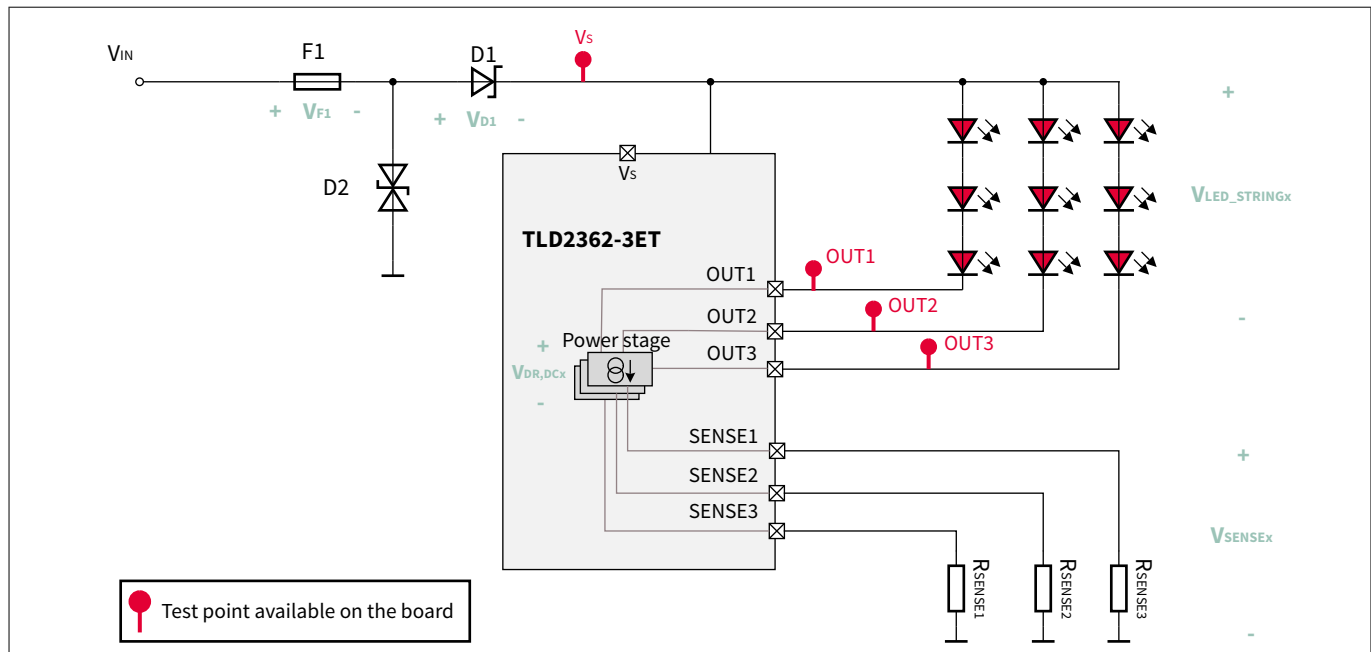 VIN
F1
D1
VS
+ VF1 -
+ VD1 -
+
D2
VS
VLED_STRINGx
TLD2362-3ET
OUT1
OUT1
OUT2
OUT2
-
Power stage
OUT3
OUT3
+
VDR,DCx
-
SENSE1
+
SENSE2
SENSE3
VSENSEx
RSENSE1
RSENSE2
RSENSE3
Test point available on the board
-